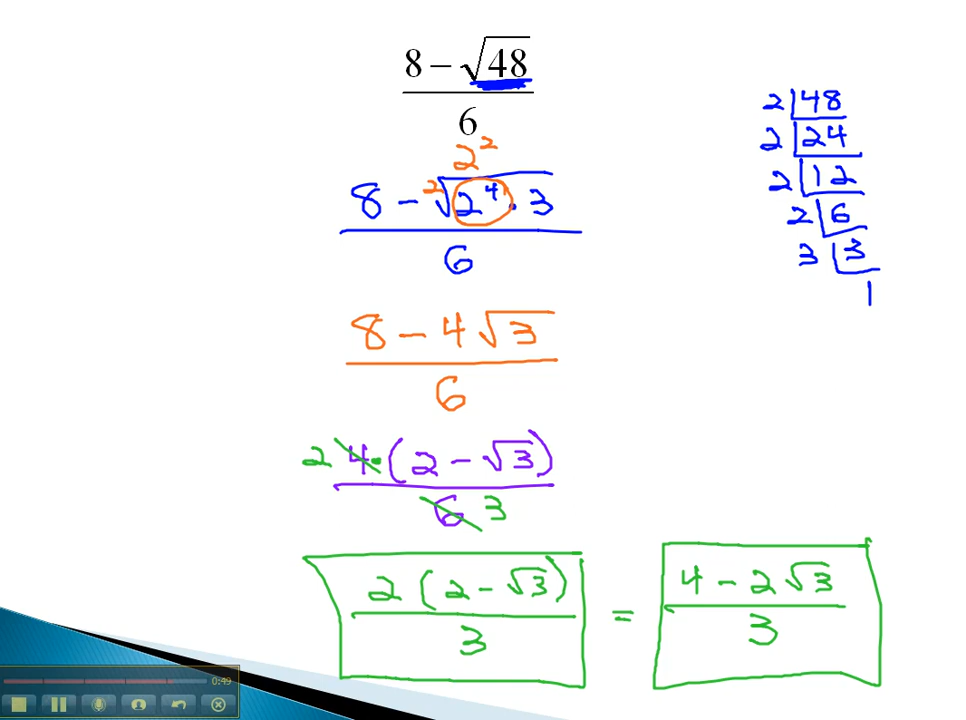 8 − √48
6
2²
8 − ²√2⁴ · 3
6
8 − 4√3
6
2 4 · (2 − √3)
6 3
2(2 − √3)
3
=
4 − 2√3
3
2 48
2 24
2 12
2 6
3 3
1
0:49